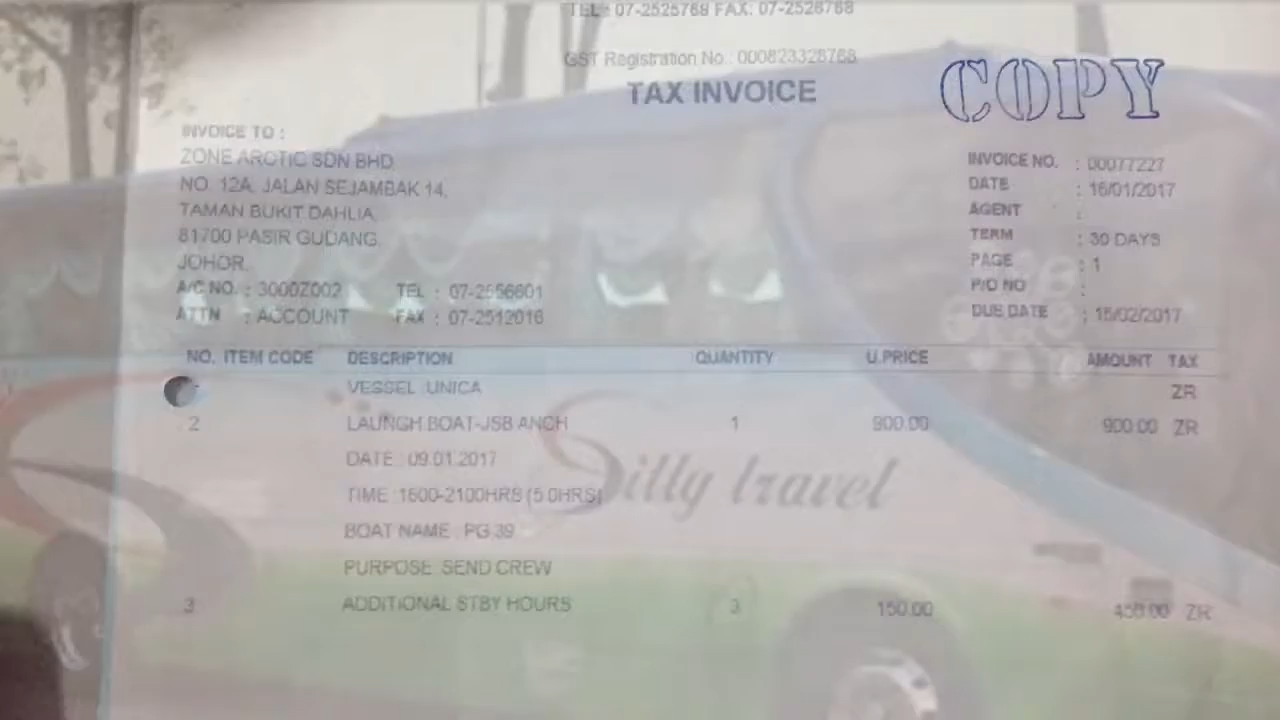 TEL : 07-2525768 FAX: 07-2526768
GST Registration No : 000823328768
TAX INVOICE
COPY
INVOICE TO :
ZONE AROTIC SDN BHD
NO. 12A, JALAN SEJAMBAK 14,
TAMAN BUKIT DAHLIA,
81700 PASIR GUDANG,
JOHOR.
A/C NO. : 3000Z002 TEL : 07-2556601
ATTN : ACCOUNT FAX : 07-2512016
INVOICE NO. : 00077227
DATE : 16/01/2017
AGENT :
TERM : 30 DAYS
PAGE : 1
P/O NO :
DUE DATE : 15/02/2017
NO. ITEM CODE DESCRIPTION QUANTITY U.PRICE AMOUNT TAX
VESSEL :UNICA ZR
2 LAUNCH BOAT-JSB ANCH 1 900.00 900.00 ZR
DATE : 09.01.2017
TIME :1600-2100HRS (5.0HRS)
Silly travel
BOAT NAME : PG 39
PURPOSE :SEND CREW
3 ADDITIONAL STBY HOURS 3 150.00 450.00 ZR